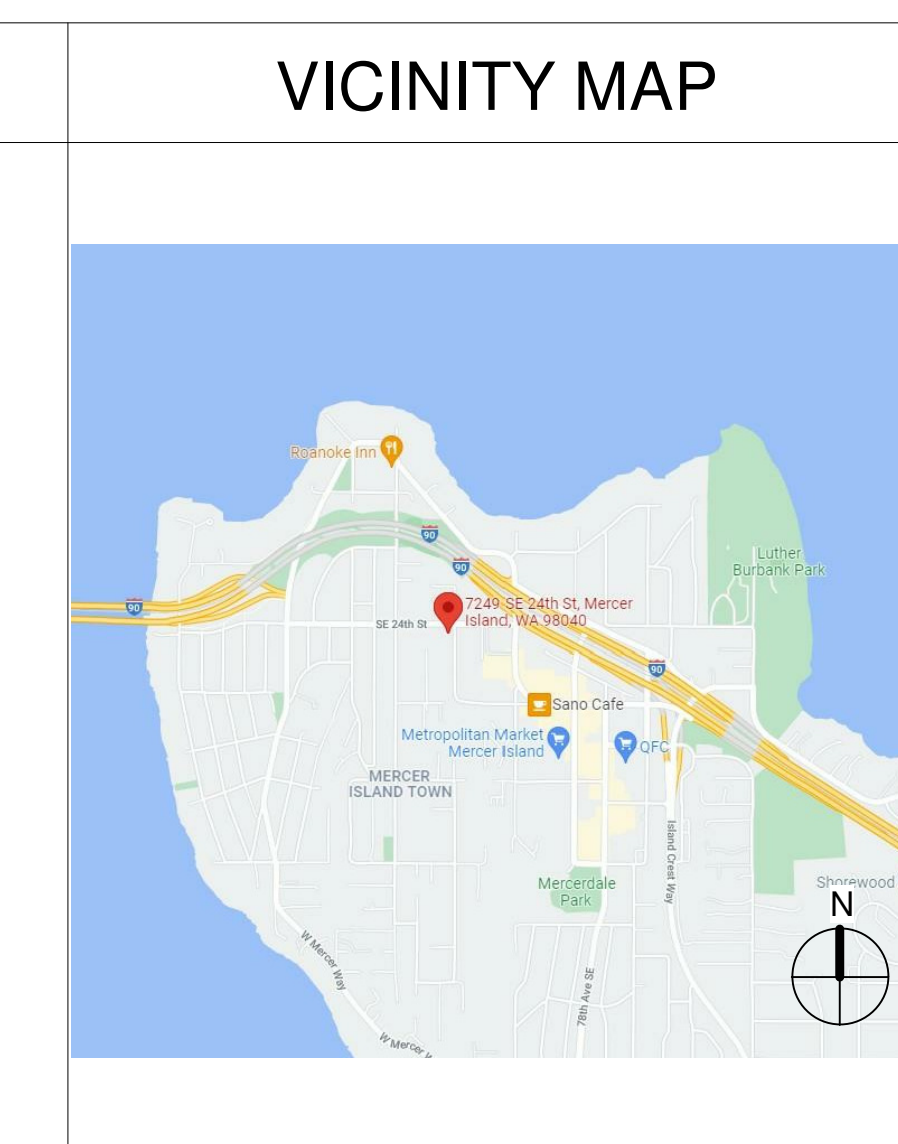 VICINITY MAP
Roanoke Inn
90
90
Luther
Burbank Park
90
7249 SE 24th St, Mercer
Island, WA 98040
SE 24th St
90
Sano Cafe
Metropolitan Market
Mercer Island
QFC
MERCER
ISLAND TOWN
Island Crest Way
Mercerdale
Park
Shorewood
N
W Mercer Way
78th Ave SE
W Mercer